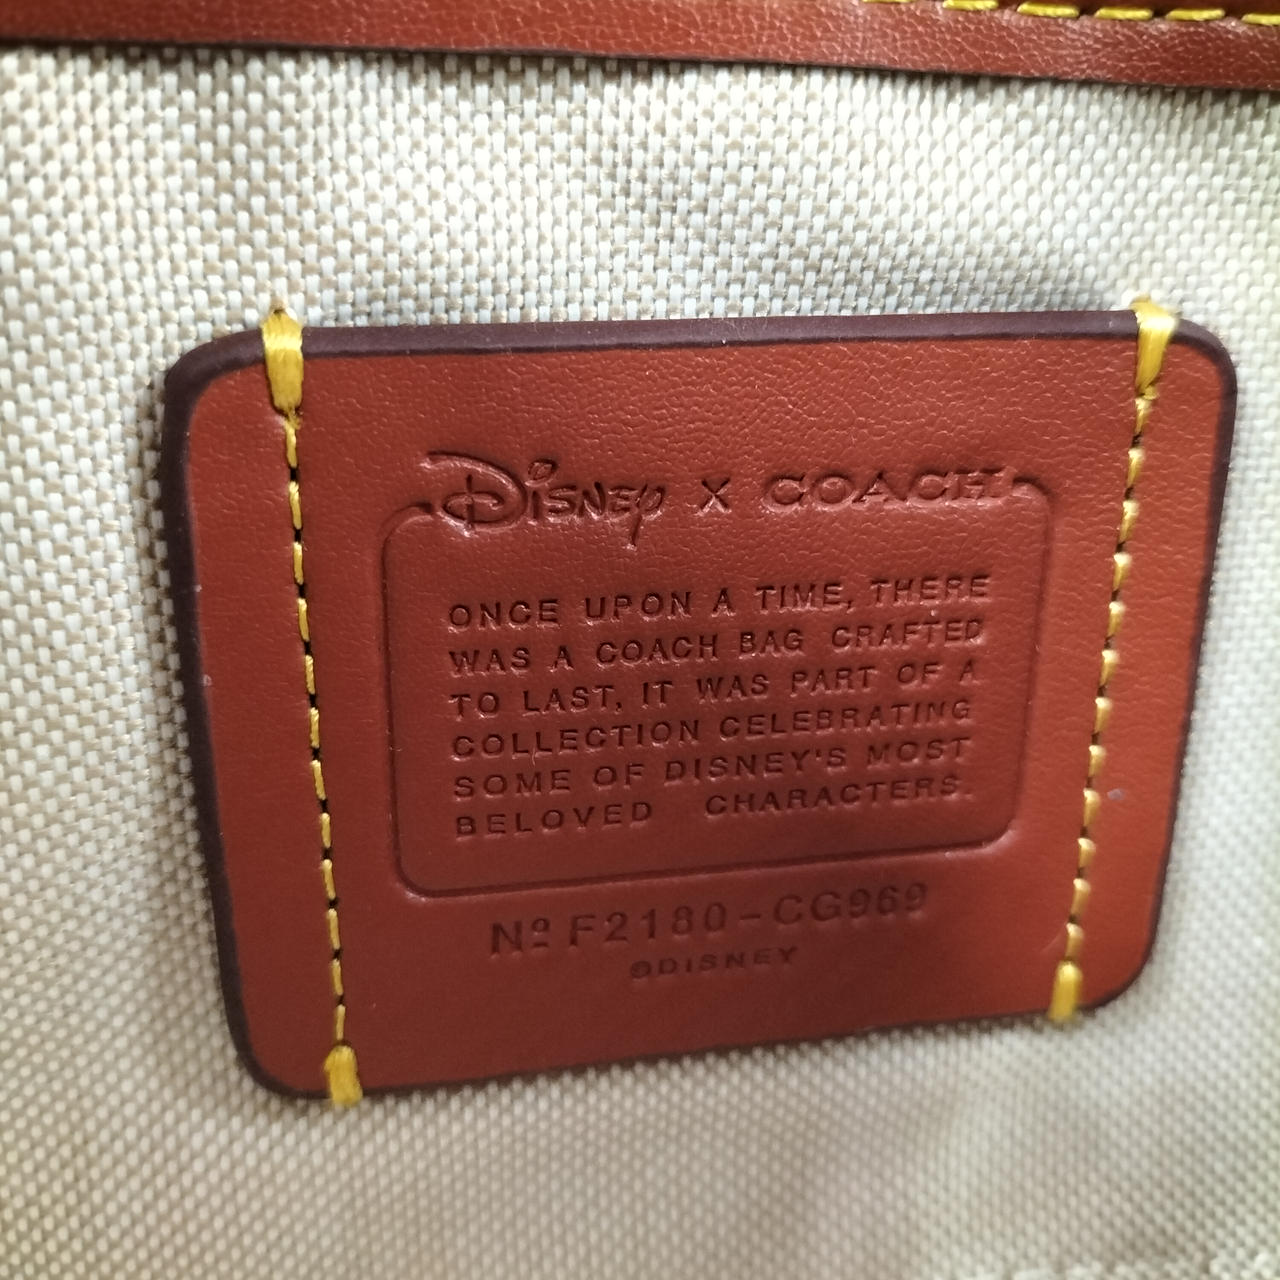 Disney X COACH
ONCE UPON A TIME, THERE
WAS A COACH BAG CRAFTED
TO LAST, IT WAS PART OF A
COLLECTION CELEBRATING
SOME OF DISNEY'S MOST
BELOVED CHARACTERS.
Nº F2180-CG969
©DISNEY